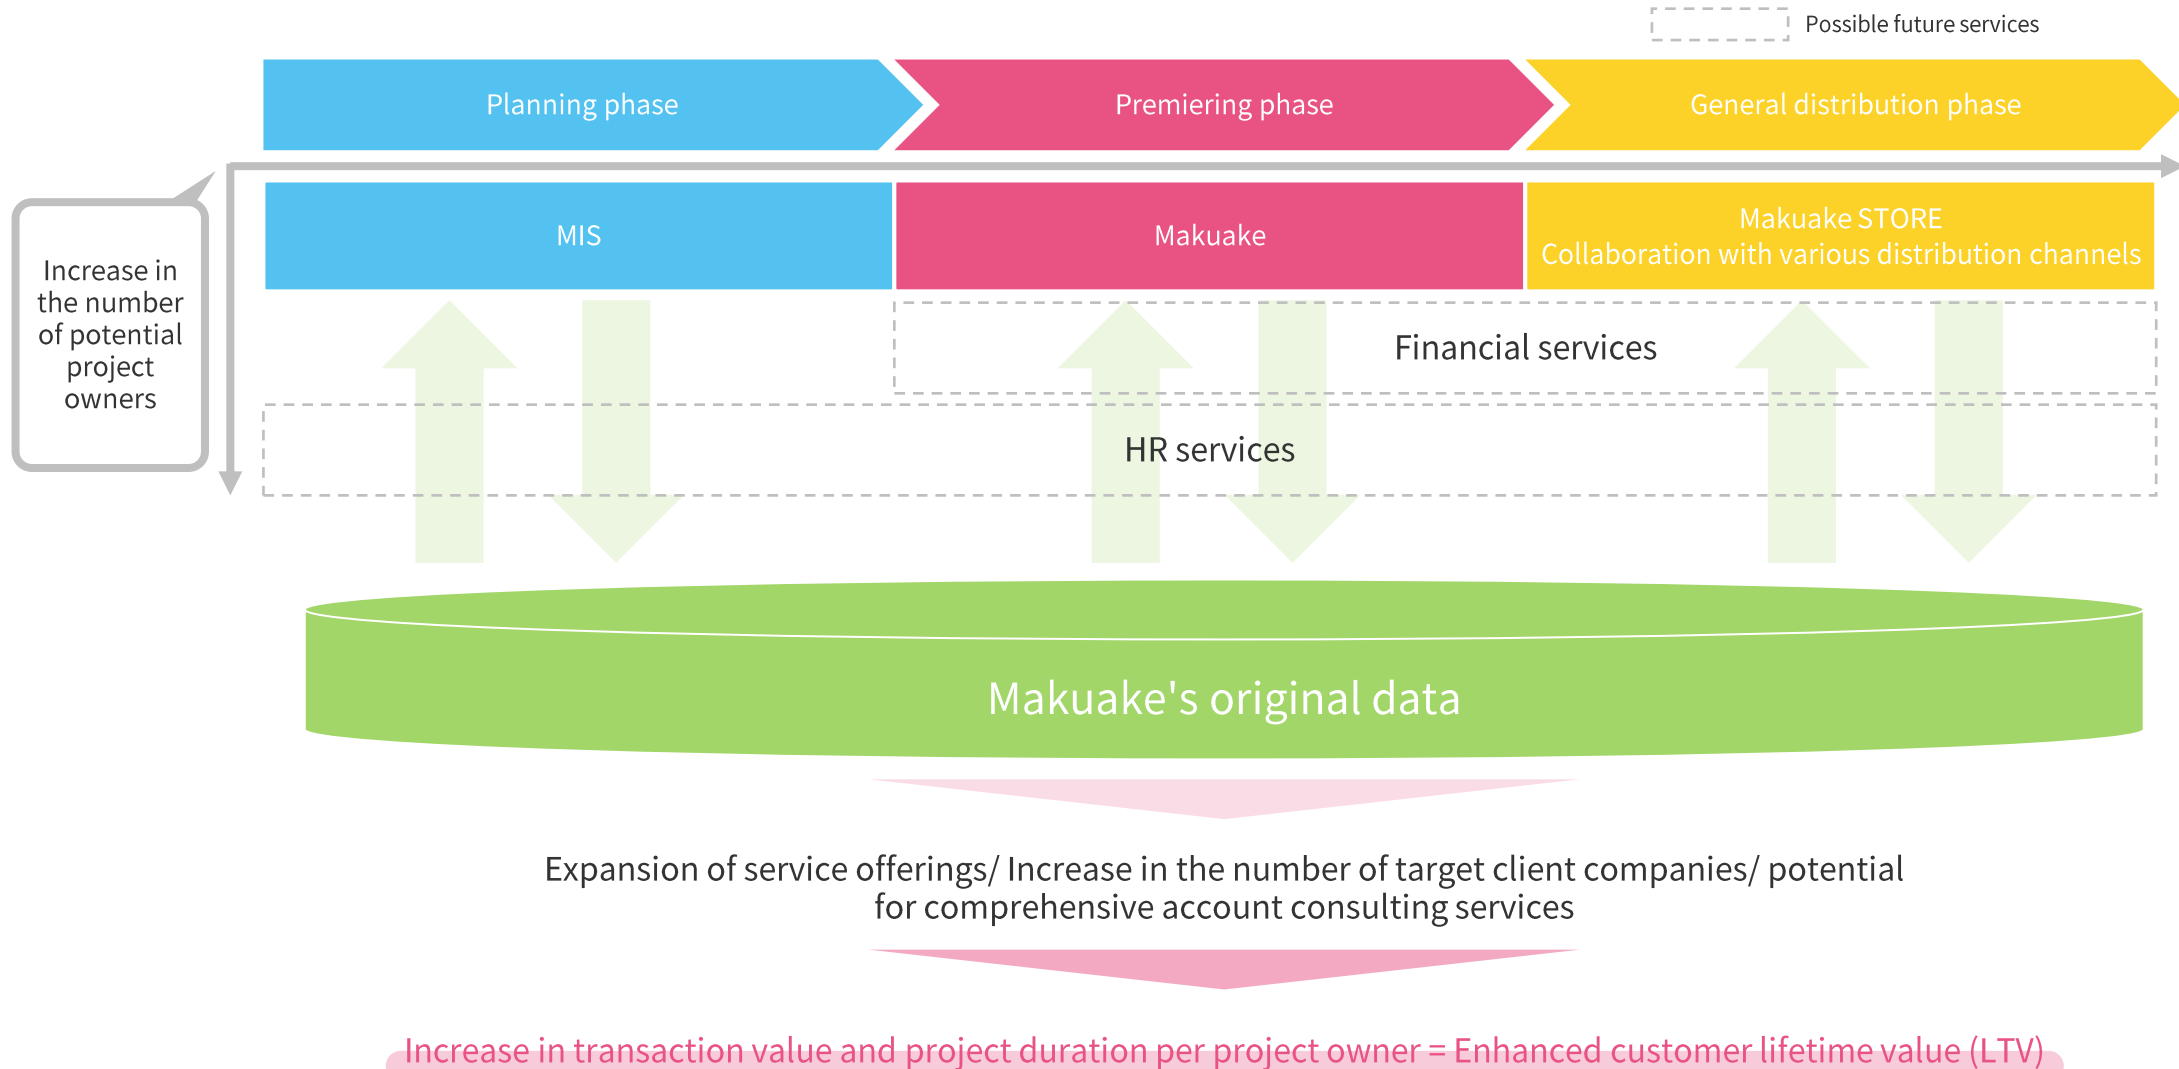 Possible future services
Planning phase
Premiering phase
General distribution phase
Increase in
the number
of potential
project
owners
MIS
Makuake
Makuake STORE
Collaboration with various distribution channels
Financial services
HR services
Makuake's original data
Expansion of service offerings/ Increase in the number of target client companies/ potential
for comprehensive account consulting services
Increase in transaction value and project duration per project owner = Enhanced customer lifetime value (LTV)